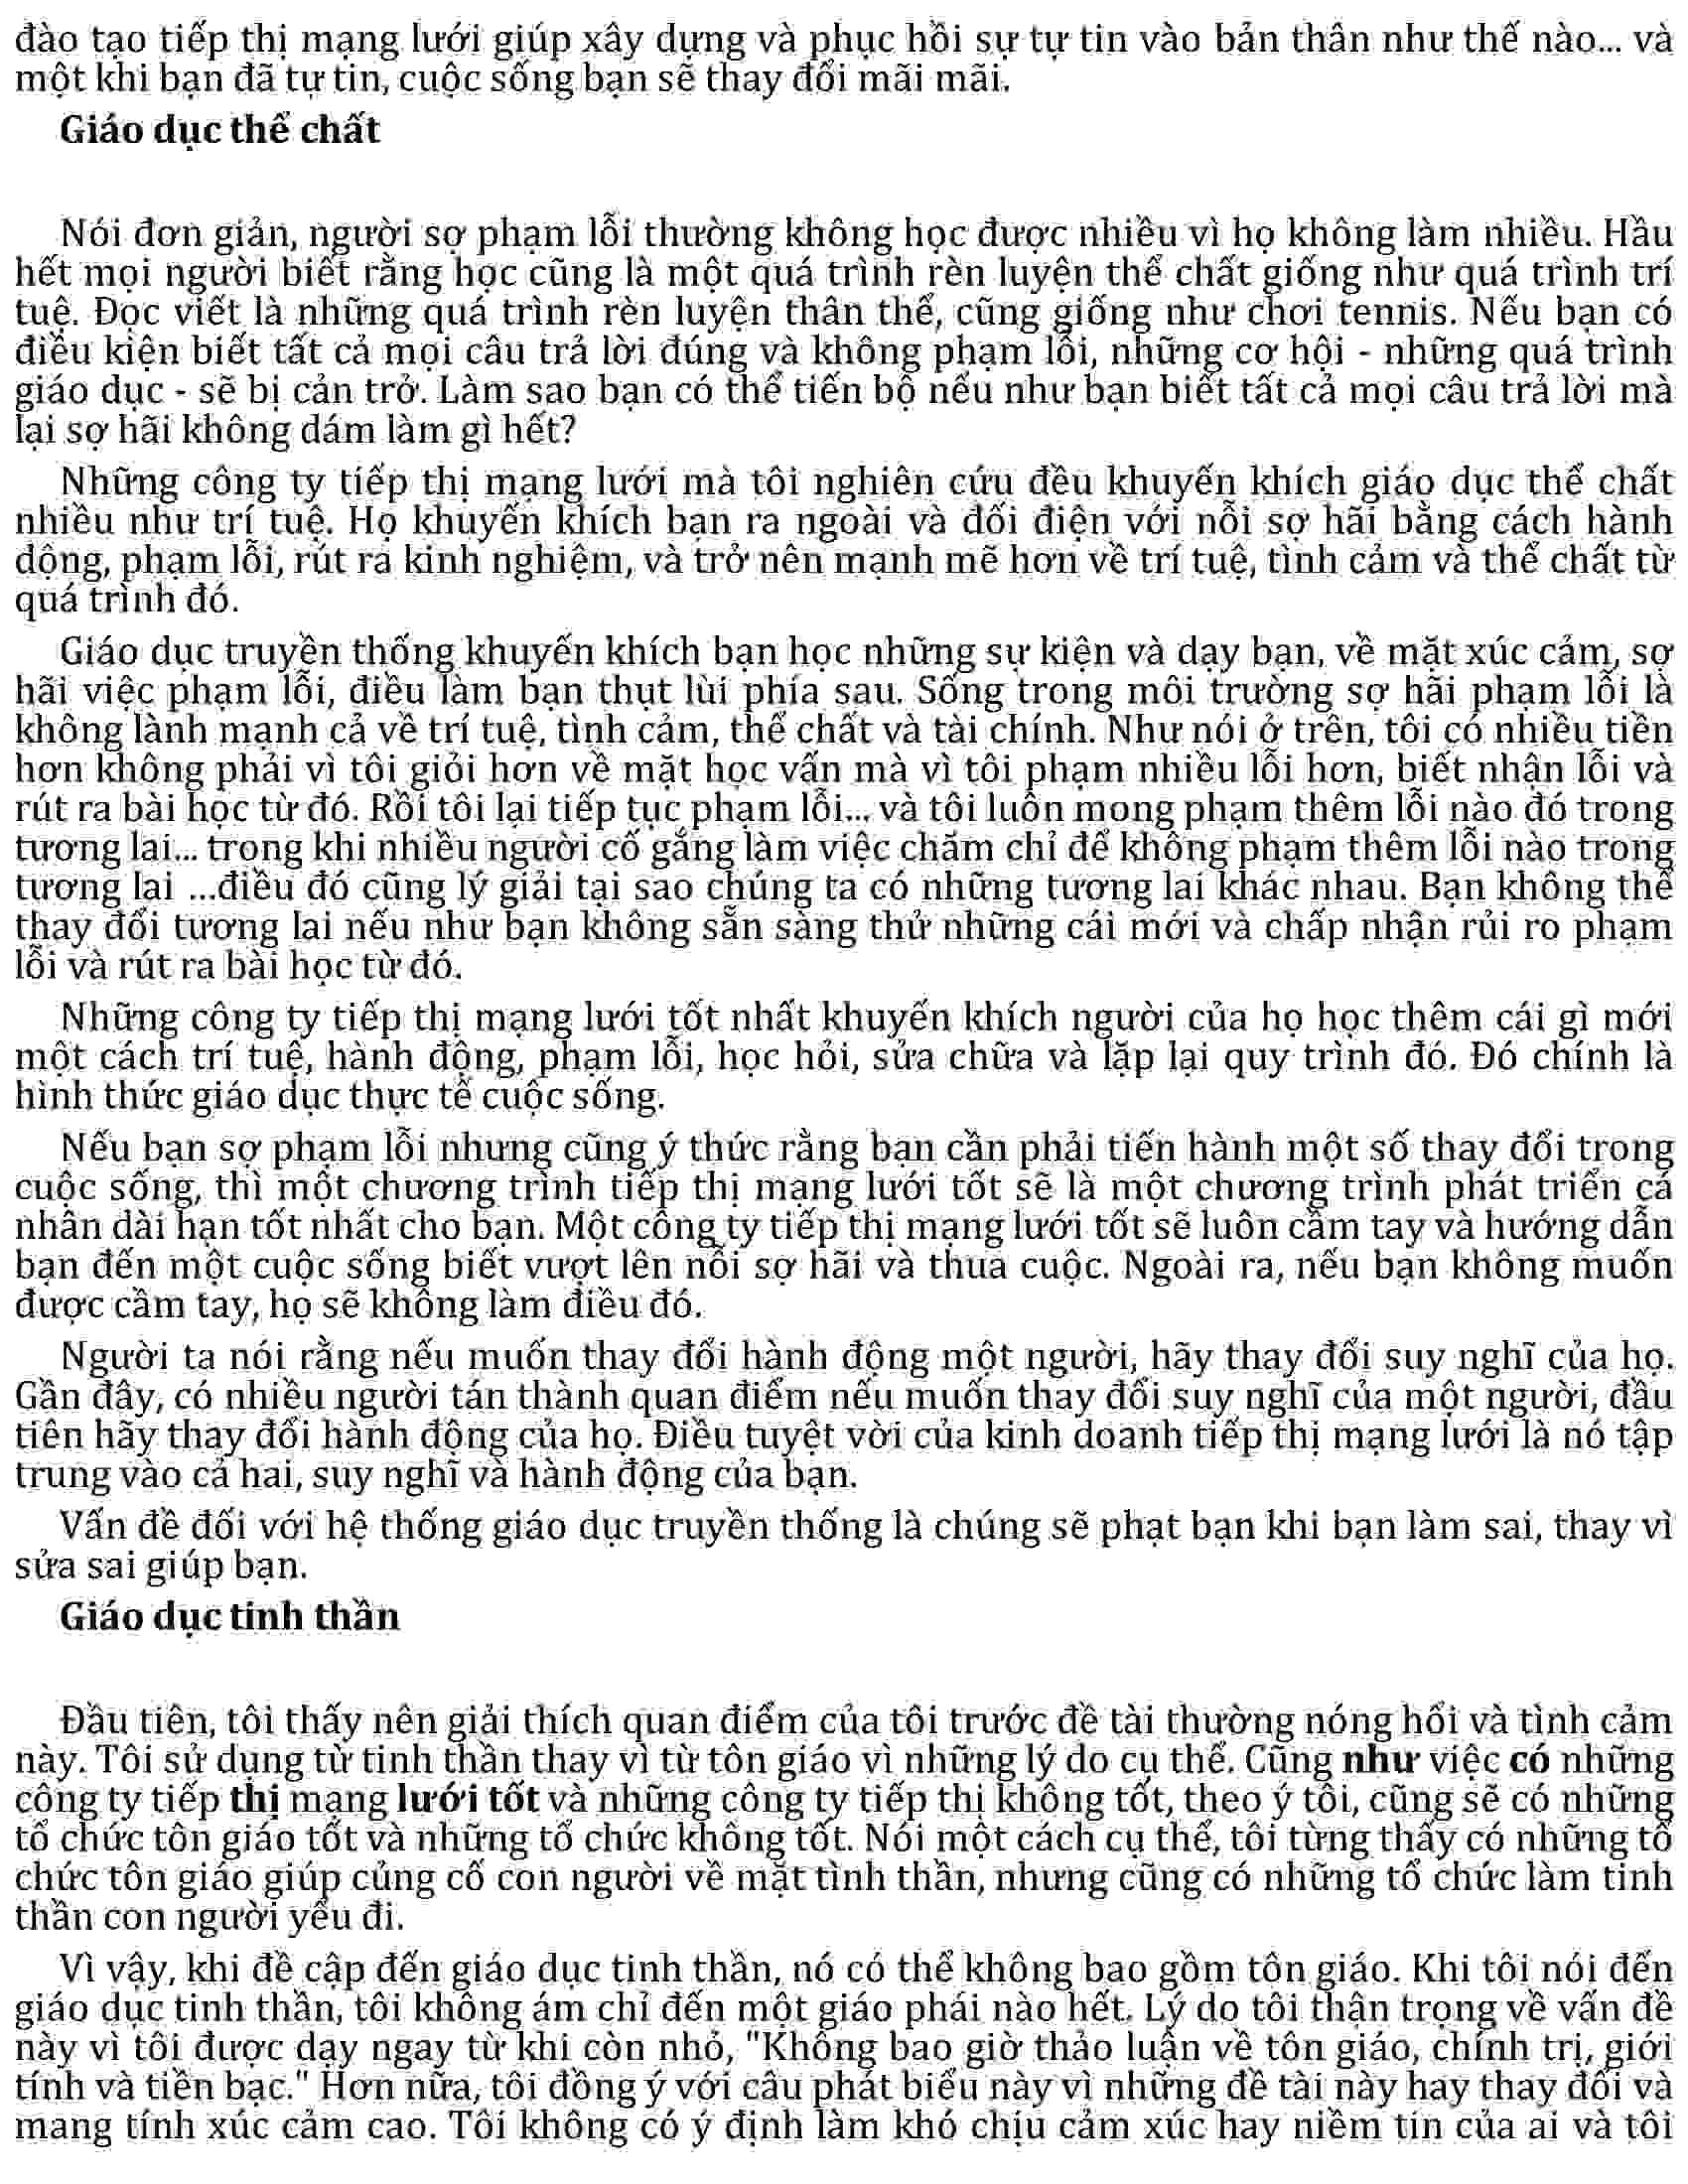 đào tạo tiếp thị mạng lưới giúp xây dựng và phục hồi sự tự tin vào bản thân như thế nào... và
một khi bạn đã tự tin, cuộc sống bạn sẽ thay đổi mãi mãi.
Giáo dục thể chất
Nói đơn giản, người sợ phạm lỗi thường không học được nhiều vì họ không làm nhiều. Hầu
hết mọi người biết rằng học cũng là một quá trình rèn luyện thể chất giống như quá trình trí
tuệ. Đọc viết là những quá trình rèn luyện thân thể, cũng giống như chơi tennis. Nếu bạn có
điều kiện biết tất cả mọi câu trả lời đúng và không phạm lỗi, những cơ hội - những quá trình
giáo dục - sẽ bị cản trở. Làm sao bạn có thể tiến bộ nếu như bạn biết tất cả mọi câu trả lời mà
lại sợ hãi không dám làm gì hết?
Những công ty tiếp thị mạng lưới mà tôi nghiên cứu đều khuyến khích giáo dục thể chất
nhiều như trí tuệ. Họ khuyến khích bạn ra ngoài và đối điện với nỗi sợ hãi bằng cách hành
dộng, phạm lỗi, rút ra kinh nghiệm, và trở nên mạnh mẽ hơn về trí tuệ, tình cảm và thể chất từ
quá trình đó.
Giáo dục truyền thống khuyến khích bạn học những sự kiện và dạy bạn, về mặt xúc cảm, sợ
hãi việc phạm lỗi, điều làm bạn thụt lùi phía sau. Sống trong môi trường sợ hãi phạm lỗi là
không lành mạnh cả về trí tuệ, tình cảm, thể chất và tài chính. Như nói ở trên, tôi có nhiều tiền
hơn không phải vì tôi giỏi hơn về mặt học vấn mà vì tôi phạm nhiều lỗi hơn, biết nhận lỗi và
rút ra bài học từ đó. Rồi tôi lại tiếp tục phạm lỗi... và tôi luôn mong phạm thêm lỗi nào đó trong
tương lai... trong khi nhiều người cố gắng làm việc chăm chỉ để không phạm thêm lỗi nào trong
tương lai ...điều đó cũng lý giải tại sao chúng ta có những tương lai khác nhau. Bạn không thể
thay đổi tương lai nếu như bạn không sẵn sàng thử những cái mới và chấp nhận rủi ro phạm
lỗi và rút ra bài học từ đó.
Những công ty tiếp thị mạng lưới tốt nhất khuyến khích người của họ học thêm cái gì mới
một cách trí tuệ, hành động, phạm lỗi, học hỏi, sửa chữa và lặp lại quy trình đó. Đó chính là
hình thức giáo dục thực tế cuộc sống.
Nếu bạn sợ phạm lỗi nhưng cũng ý thức rằng bạn cần phải tiến hành một số thay đổi trong
cuộc sống, thì một chương trình tiếp thị mạng lưới tốt sẽ là một chương trình phát triển cá
nhân dài hạn tốt nhất cho bạn. Một công ty tiếp thị mạng lưới tốt sẽ luôn cầm tay và hướng dẫn
bạn đến một cuộc sống biết vượt lên nỗi sợ hãi và thua cuộc. Ngoài ra, nếu bạn không muốn
được cầm tay, họ sẽ không làm điều đó.
Người ta nói rằng nếu muốn thay đổi hành động một người, hãy thay đổi suy nghĩ của họ.
Gần đây, có nhiều người tán thành quan điểm nếu muốn thay đổi suy nghĩ của một người, đầu
tiên hãy thay đổi hành động của họ. Điều tuyệt vời của kinh doanh tiếp thị mạng lưới là nó tập
trung vào cả hai, suy nghĩ và hành động của bạn.
Vấn đề đối với hệ thống giáo dục truyền thống là chúng sẽ phạt bạn khi bạn làm sai, thay vì
sửa sai giúp bạn.
Giáo dục tinh thần
Đầu tiên, tôi thấy nên giải thích quan điểm của tôi trước đề tài thường nóng hổi và tình cảm
này. Tôi sử dụng từ tinh thần thay vì từ tôn giáo vì những lý do cụ thể. Cũng như việc có những
công ty tiếp thị mạng lưới tốt và những công ty tiếp thị không tốt, theo ý tôi, cũng sẽ có những
tổ chức tôn giáo tốt và những tổ chức không tốt. Nói một cách cụ thể, tôi từng thấy có những tổ
chức tôn giáo giúp củng cố con người về mặt tình thần, nhưng cũng có những tổ chức làm tinh
thần con người yếu đi.
Vì vậy, khi đề cập đến giáo dục tinh thần, nó có thể không bao gồm tôn giáo. Khi tôi nói đến
giáo dục tinh thần, tôi không ám chỉ đến một giáo phái nào hết. Lý do tôi thận trọng về vấn đề
này vì tôi được dạy ngay từ khi còn nhỏ, "Không bao giờ thảo luận về tôn giáo, chính trị, giới
tính và tiền bạc." Hơn nữa, tôi đồng ý với câu phát biểu này vì những đề tài này hay thay đổi và
mang tính xúc cảm cao. Tôi không có ý định làm khó chịu cảm xúc hay niềm tin của ai và tôi